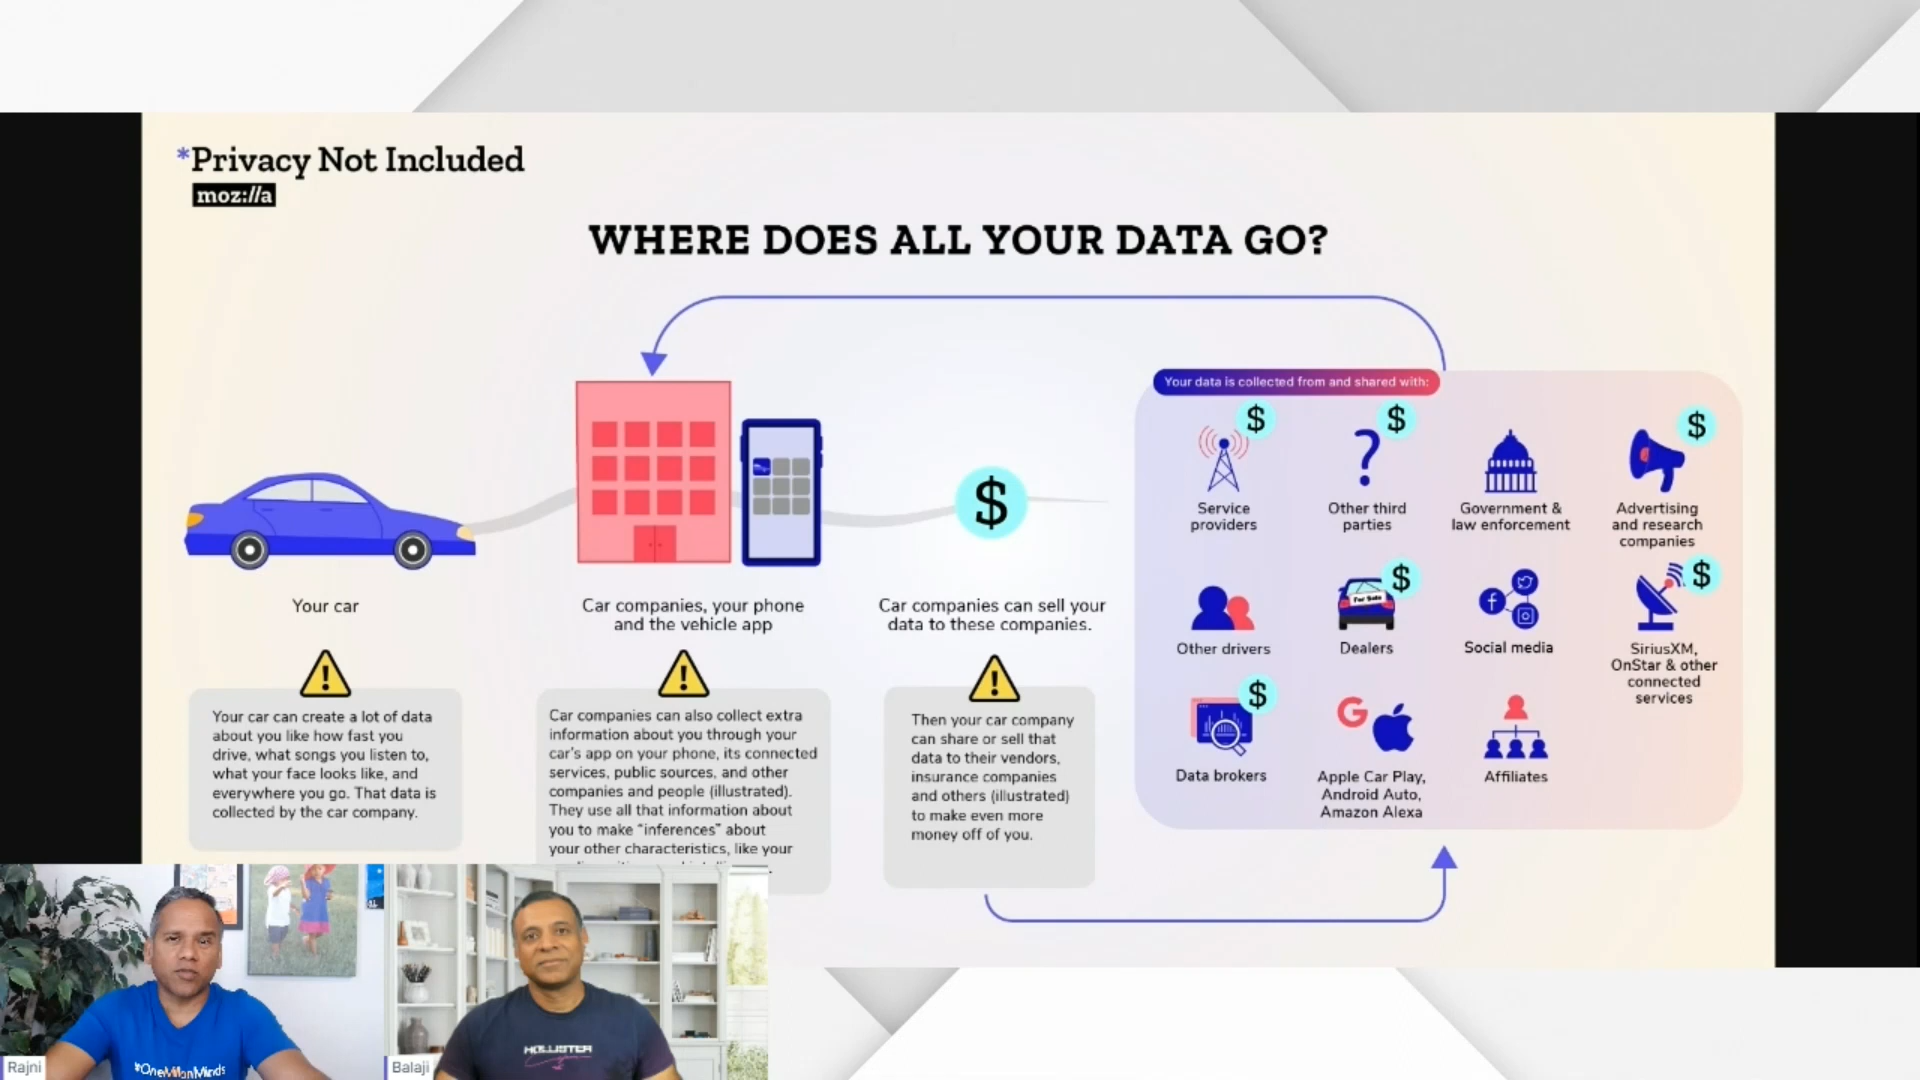 *Privacy Not Included
moz://a
WHERE DOES ALL YOUR DATA GO?
Your car
Your car can create a lot of data
about you like how fast you
drive, what songs you listen to,
what your face looks like, and
everywhere you go. That data is
collected by the car company.
Car companies, your phone
and the vehicle app
Car companies can also collect extra
information about you through your
car's app on your phone, its connected
services, public sources, and other
companies and people (illustrated).
They use all that information about
you to make “inferences” about
your other characteristics, like your
$
Car companies can sell your
data to these companies.
Then your car company
can share or sell that
data to their vendors,
insurance companies
and others (illustrated)
to make even more
money off of you.
Your data is collected from and shared with:
$
Service
providers
$
?
Other third
parties
Government &
law enforcement
$
Advertising
and research
companies
Other drivers
$
For Sale
Dealers
Social media
$
SiriusXM,
OnStar & other
connected
services
$
Data brokers
G
Apple Car Play,
Android Auto,
Amazon Alexa
Affiliates
Rajni
#OneMillionMinds
Balaji
HOLLISTER